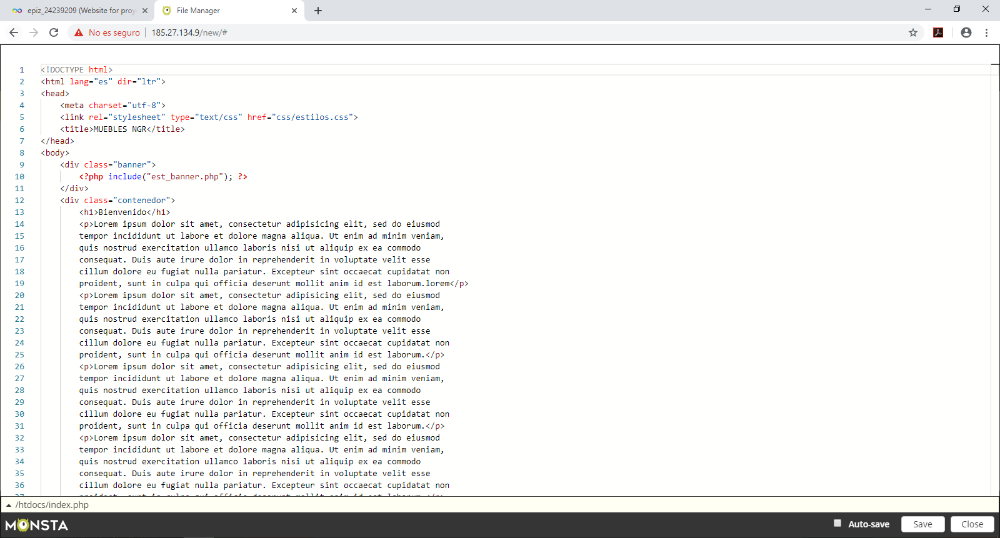 epiz_24239209 (Website for proy
File Manager
No es seguro
185.27.134.9/new/#
1 <!DOCTYPE html>
2 <html lang="es" dir="ltr">
3 <head>
4 <meta charset="utf-8">
5 <link rel="stylesheet" type="text/css" href="css/estilos.css">
6 <title>MUEBLES NGR</title>
7 </head>
8 <body>
9 <div class="banner">
10 <?php include("est_banner.php"); ?>
11 </div>
12 <div class="contenedor">
13 <h1>Bienvenido</h1>
14 <p>Lorem ipsum dolor sit amet, consectetur adipisicing elit, sed do eiusmod
15 tempor incididunt ut labore et dolore magna aliqua. Ut enim ad minim veniam,
16 quis nostrud exercitation ullamco laboris nisi ut aliquip ex ea commodo
17 consequat. Duis aute irure dolor in reprehenderit in voluptate velit esse
18 cillum dolore eu fugiat nulla pariatur. Excepteur sint occaecat cupidatat non
19 proident, sunt in culpa qui officia deserunt mollit anim id est laborum.lorem</p>
20 <p>Lorem ipsum dolor sit amet, consectetur adipisicing elit, sed do eiusmod
21 tempor incididunt ut labore et dolore magna aliqua. Ut enim ad minim veniam,
22 quis nostrud exercitation ullamco laboris nisi ut aliquip ex ea commodo
23 consequat. Duis aute irure dolor in reprehenderit in voluptate velit esse
24 cillum dolore eu fugiat nulla pariatur. Excepteur sint occaecat cupidatat non
25 proident, sunt in culpa qui officia deserunt mollit anim id est laborum.</p>
26 <p>Lorem ipsum dolor sit amet, consectetur adipisicing elit, sed do eiusmod
27 tempor incididunt ut labore et dolore magna aliqua. Ut enim ad minim veniam,
28 quis nostrud exercitation ullamco laboris nisi ut aliquip ex ea commodo
29 consequat. Duis aute irure dolor in reprehenderit in voluptate velit esse
30 cillum dolore eu fugiat nulla pariatur. Excepteur sint occaecat cupidatat non
31 proident, sunt in culpa qui officia deserunt mollit anim id est laborum.</p>
32 <p>Lorem ipsum dolor sit amet, consectetur adipisicing elit, sed do eiusmod
33 tempor incididunt ut labore et dolore magna aliqua. Ut enim ad minim veniam,
34 quis nostrud exercitation ullamco laboris nisi ut aliquip ex ea commodo
35 consequat. Duis aute irure dolor in reprehenderit in voluptate velit esse
36 cillum dolore eu fugiat nulla pariatur. Excepteur sint occaecat cupidatat non
/htdocs/index.php
MONSTA
Auto-save
Save
Close